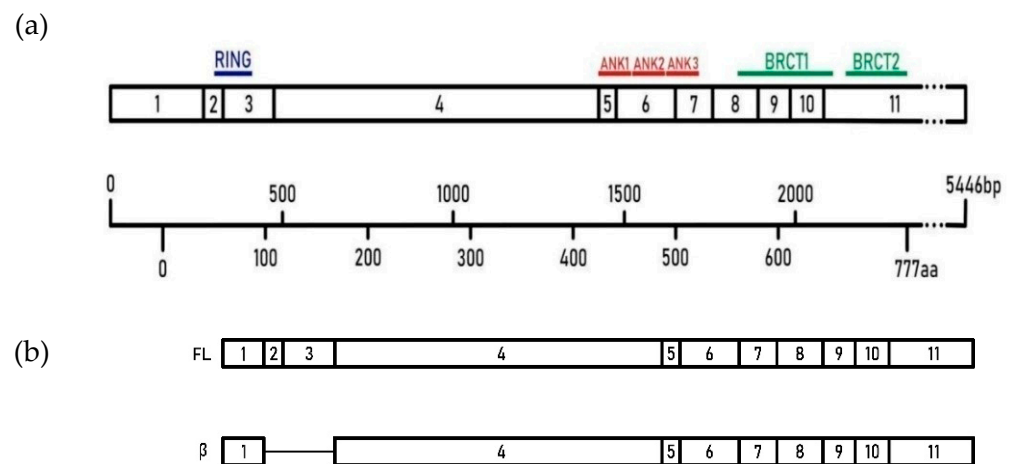 (a)
RING ANK1 ANK2 ANK3 BRCT1 BRCT2
1 2 3 4 5 6 7 8 9 10 11
0 500 1000 1500 2000 5446bp
0 100 200 300 400 500 600 777aa
(b)
FL 1 2 3 4 5 6 7 8 9 10 11
β 1 4 5 6 7 8 9 10 11